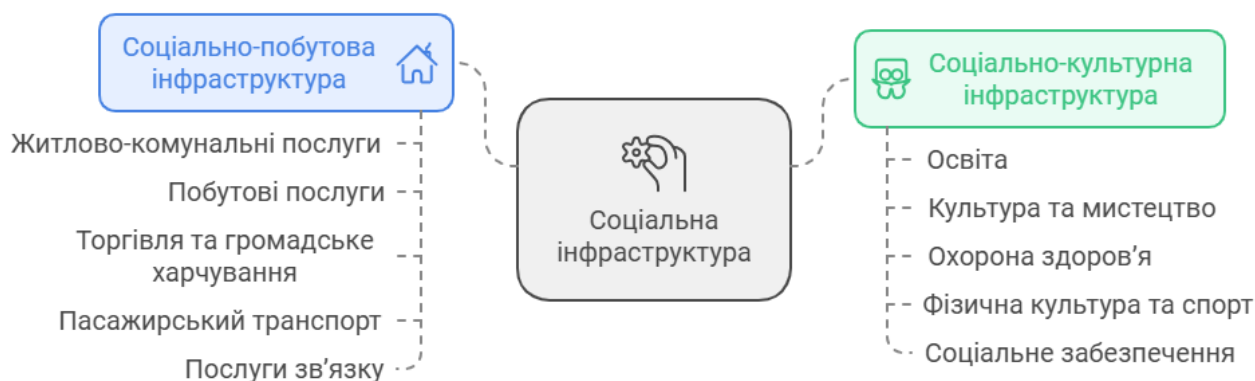 Соціально-побутова
інфраструктура
Житлово-комунальні послуги
Побутові послуги
Торгівля та громадське
харчування
Пасажирський транспорт
Послуги зв’язку
Соціальна
інфраструктура
Соціально-культурна
інфраструктура
Освіта
Культура та мистецтво
Охорона здоров’я
Фізична культура та спорт
Соціальне забезпечення